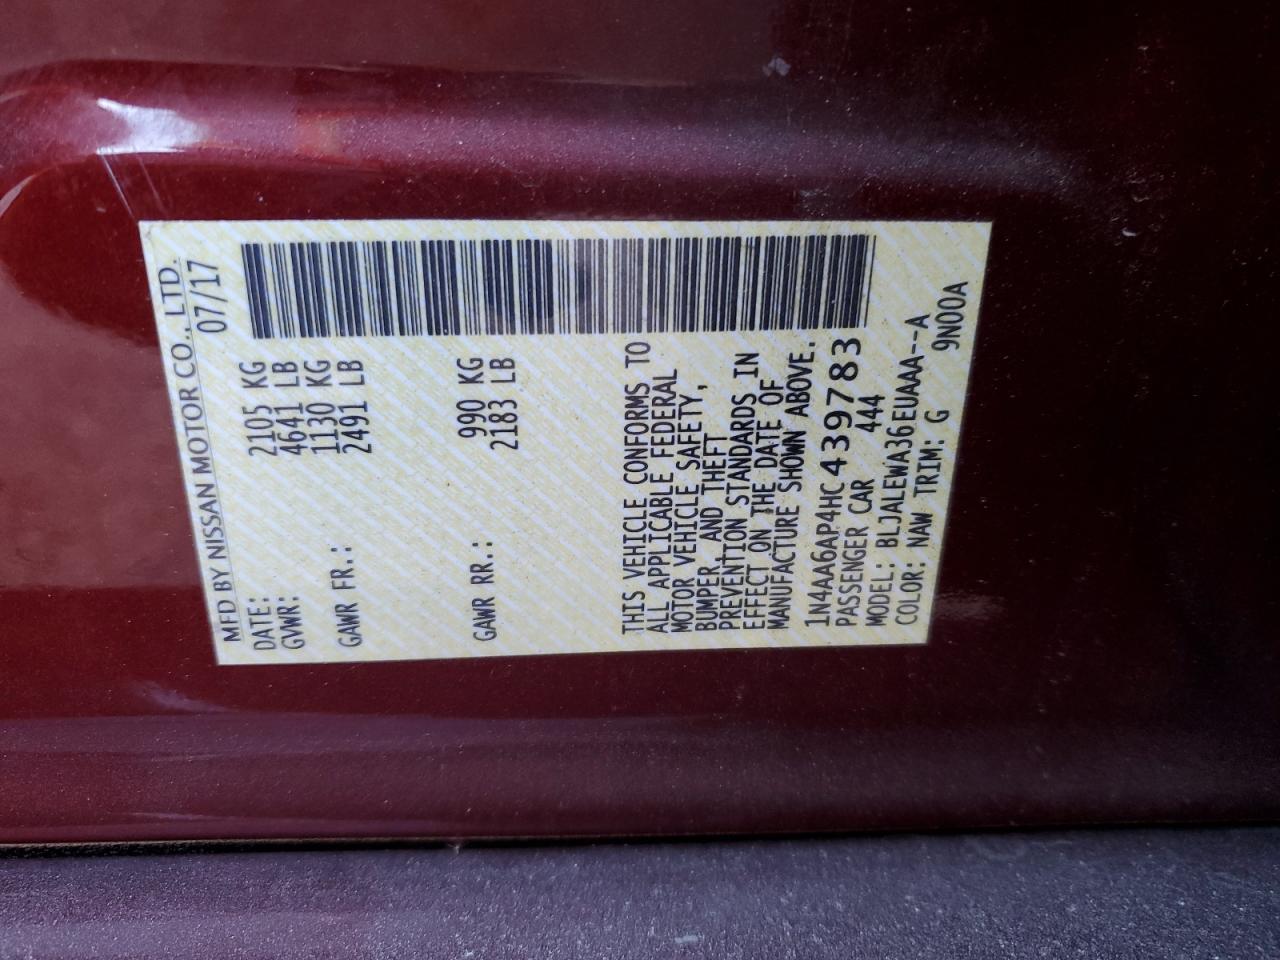 MFD BY NISSAN MOTOR CO., LTD.
DATE: 07/17
GVWR: 2105 KG
4641 LB
GAWR FR.: 1130 KG
2491 LB
GAWR RR.: 990 KG
2183 LB
THIS VEHICLE CONFORMS TO
ALL APPLICABLE FEDERAL
MOTOR VEHICLE SAFETY,
BUMPER, AND THEFT
PREVENTION STANDARDS IN
EFFECT ON THE DATE OF
MANUFACTURE SHOWN ABOVE.
1N4AA6AP4HC439783
PASSENGER CAR 444
MODEL: BLJALEWA36EUAAA--A
COLOR: NAW TRIM: G 9N00A